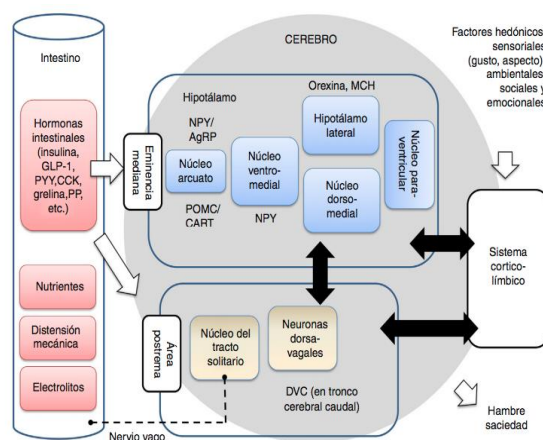 Intestino
Hormonas
intestinales
(insulina,
GLP-1,
PYY,CCK,
grelina,PP,
etc.)
Nutrientes
Distensión
mecánica
Electrolitos
CEREBRO
Hipotálamo
Eminencia
mediana
NPY/
AgRP
Núcleo
arcuato
POMC/
CART
Núcleo
ventro-
medial
NPY
Orexina, MCH
Hipotálamo
lateral
Núcleo
dorso-
medial
Núcleo para-
ventricular
Área
postrema
Núcleo del
tracto
solitario
Neuronas
dorsa-
vagales
DVC (en tronco
cerebral caudal)
Nervio vago
Factores hedónicos
sensoriales
(gusto, aspecto)
ambientales
sociales y
emocionales
Sistema
cortico-
límbico
Hambre
saciedad